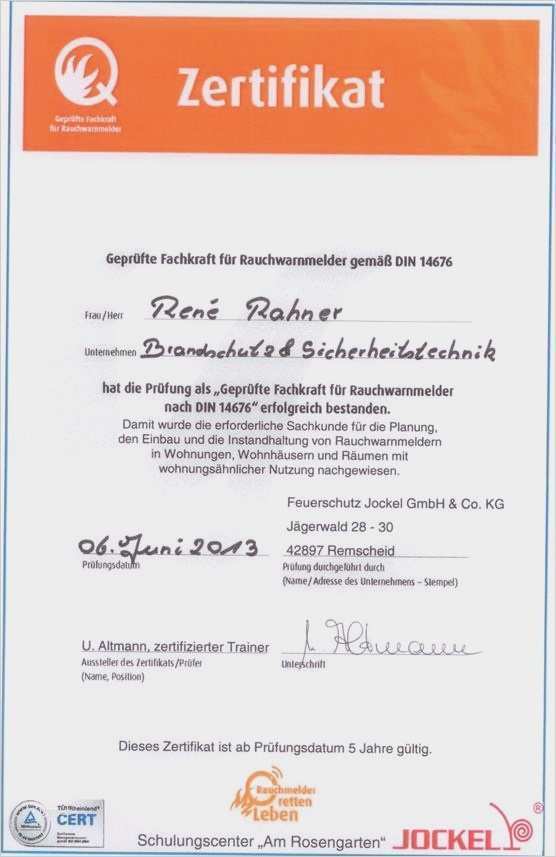 Zertifikat
Geprüfte Fachkraft
für Rauchwarnmelder
Geprüfte Fachkraft für Rauchwarnmelder gemäß DIN 14676
Frau/Herr René Rahner
Unternehmen Brandschutz & Sicherheitstechnik
hat die Prüfung als „Geprüfte Fachkraft für Rauchwarnmelder
nach DIN 14676“ erfolgreich bestanden.
Damit wurde die erforderliche Sachkunde für die Planung,
den Einbau und die Instandhaltung von Rauchwarnmeldern
in Wohnungen, Wohnhäusern und Räumen mit
wohnungsähnlicher Nutzung nachgewiesen.
Feuerschutz Jockel GmbH & Co. KG
Jägerwald 28 - 30
06. Juni 2013 42897 Remscheid
Prüfungsdatum Prüfung durchgeführt durch
(Name/Adresse des Unternehmens – Stempel)
U. Altmann, zertifizierter Trainer Altmann
Aussteller des Zertifikats/Prüfer Unterschrift
(Name, Position)
Dieses Zertifikat ist ab Prüfungsdatum 5 Jahre gültig.
Rauchmelder
retten
Leben
TÜVRheinland
CERT
Schulungscenter „Am Rosengarten“ JOCKEL ®